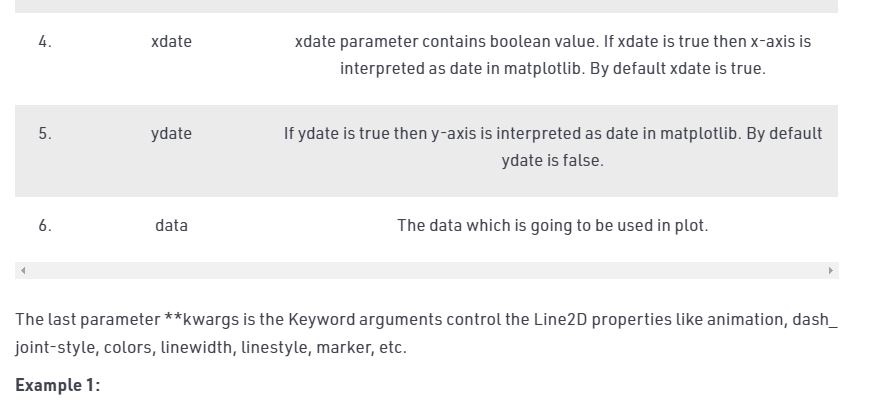 4. xdate xdate parameter contains boolean value. If xdate is true then x-axis is
interpreted as date in matplotlib. By default xdate is true.
5. ydate If ydate is true then y-axis is interpreted as date in matplotlib. By default
ydate is false.
6. data The data which is going to be used in plot.
The last parameter **kwargs is the Keyword arguments control the Line2D properties like animation, dash_
joint-style, colors, linewidth, linestyle, marker, etc.
Example 1: